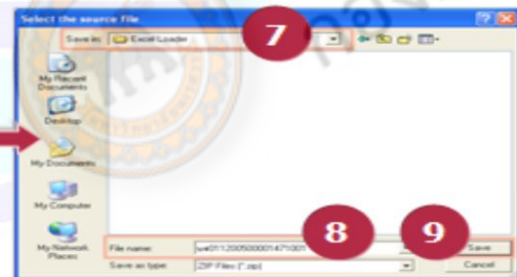 Select the source file
Save in: Excel Loader
7
My Recent
Documents
Desktop
My Documents
My Computer
My Network
Places
8
9
File name: Save
Save as type: ZIP Files (*.zip) Cancel